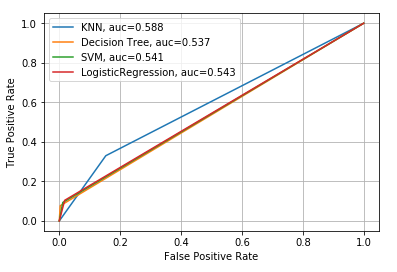 KNN, auc=0.588
Decision Tree, auc=0.537
SVM, auc=0.541
LogisticRegression, auc=0.543
True Positive Rate
1.0
0.8
0.6
0.4
0.2
0.0
0.0 0.2 0.4 0.6 0.8 1.0
False Positive Rate